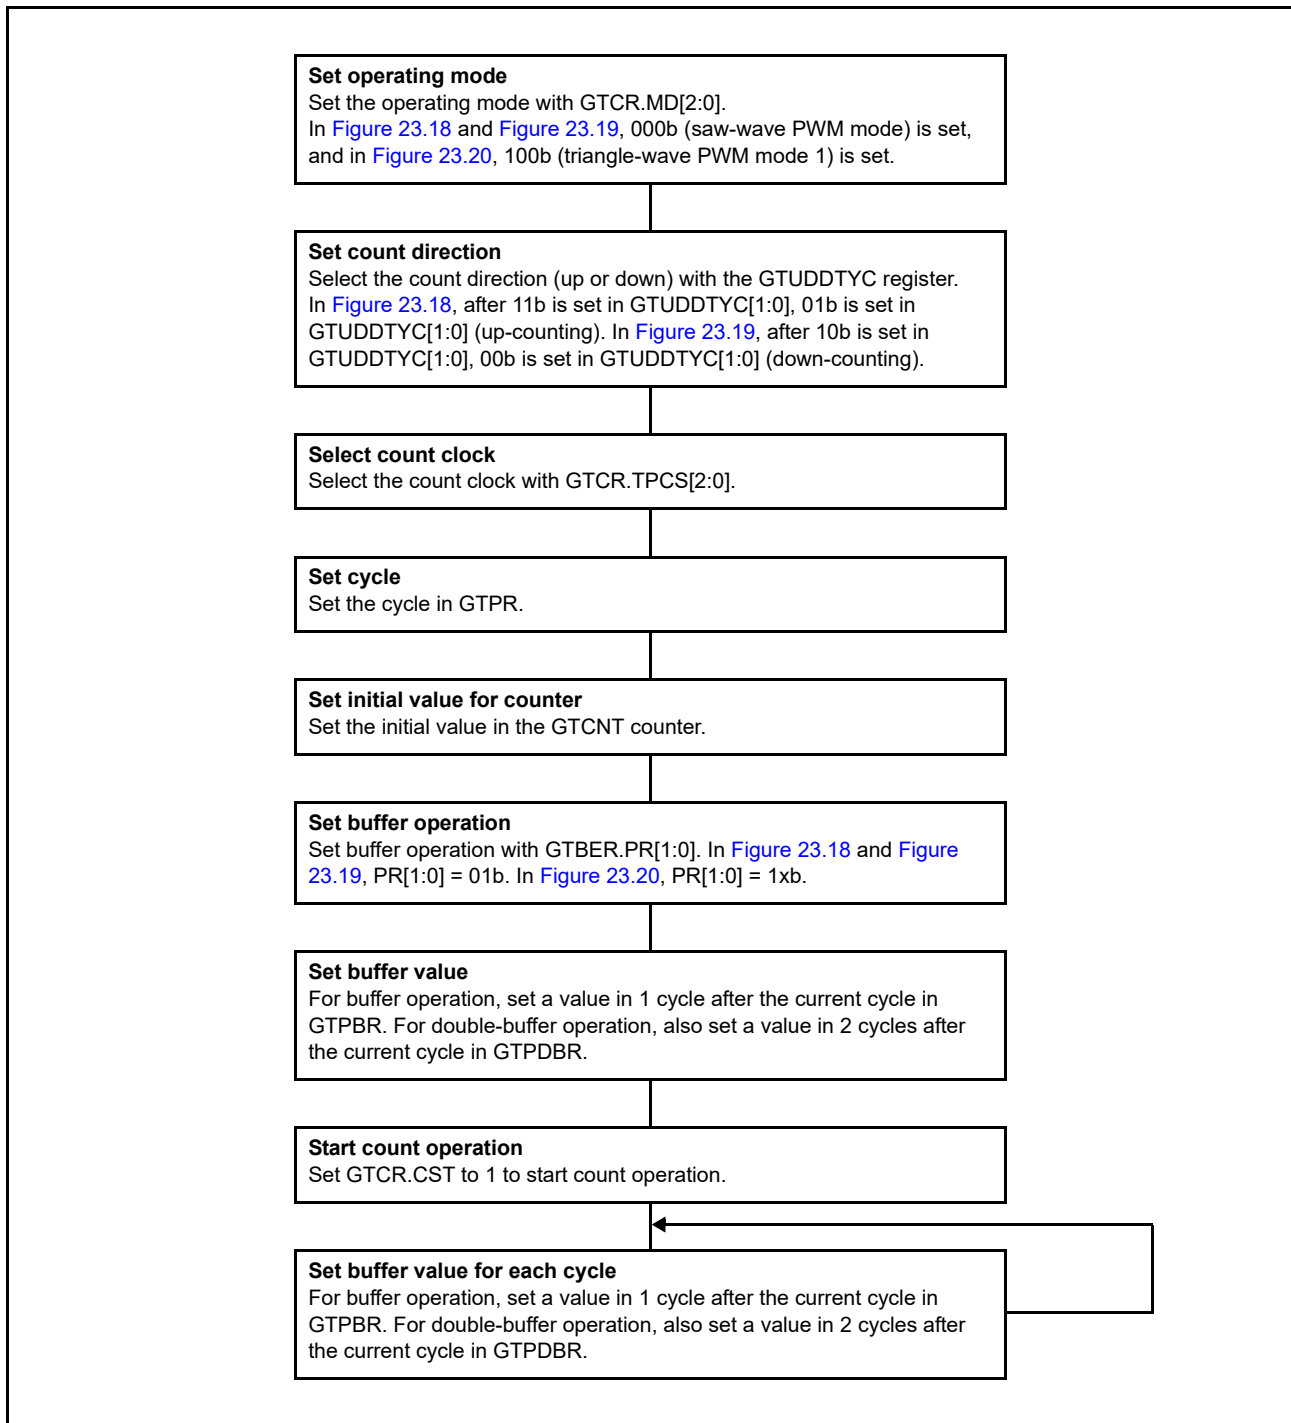 Set operating mode
Set the operating mode with GTCR.MD[2:0].
In Figure 23.18 and Figure 23.19, 000b (saw-wave PWM mode) is set,
and in Figure 23.20, 100b (triangle-wave PWM mode 1) is set.
Set count direction
Select the count direction (up or down) with the GTUDDTYC register.
In Figure 23.18, after 11b is set in GTUDDTYC[1:0], 01b is set in
GTUDDTYC[1:0] (up-counting). In Figure 23.19, after 10b is set in
GTUDDTYC[1:0], 00b is set in GTUDDTYC[1:0] (down-counting).
Select count clock
Select the count clock with GTCR.TPCS[2:0].
Set cycle
Set the cycle in GTPR.
Set initial value for counter
Set the initial value in the GTCNT counter.
Set buffer operation
Set buffer operation with GTBER.PR[1:0]. In Figure 23.18 and Figure
23.19, PR[1:0] = 01b. In Figure 23.20, PR[1:0] = 1xb.
Set buffer value
For buffer operation, set a value in 1 cycle after the current cycle in
GTPBR. For double-buffer operation, also set a value in 2 cycles after
the current cycle in GTPDBR.
Start count operation
Set GTCR.CST to 1 to start count operation.
Set buffer value for each cycle
For buffer operation, set a value in 1 cycle after the current cycle in
GTPBR. For double-buffer operation, also set a value in 2 cycles after
the current cycle in GTPDBR.